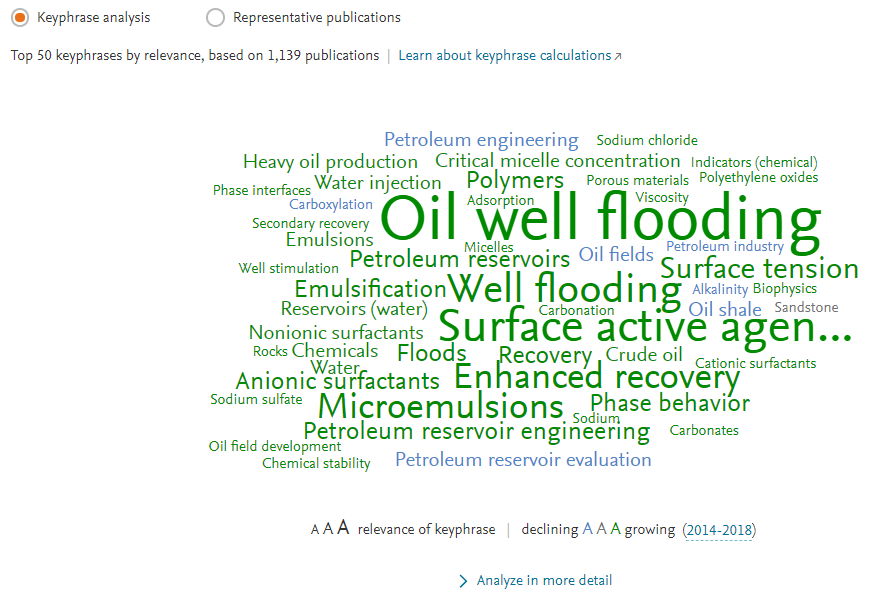 Keyphrase analysis Representative publications
Top 50 keyphrases by relevance, based on 1,139 publications | Learn about keyphrase calculations ↗
Petroleum engineering Sodium chloride
Heavy oil production Critical micelle concentration Indicators (chemical)
Phase interfaces Water injection Polymers Porous materials Polyethylene oxides
Carboxylation Adsorption Viscosity
Oil well flooding
Secondary recovery
Emulsions Micelles Petroleum industry
Well stimulation Petroleum reservoirs Oil fields Surface tension
Emulsification Well flooding Alkalinity Biophysics
Reservoirs (water) Carbonation Oil shale Sandstone
Nonionic surfactants Surface active agen...
Rocks Chemicals Floods Recovery Crude oil
Water Cationic surfactants
Anionic surfactants Enhanced recovery
Sodium sulfate Microemulsions Phase behavior
Sodium
Petroleum reservoir engineering Carbonates
Oil field development
Chemical stability Petroleum reservoir evaluation
A A A relevance of keyphrase | declining A A A growing (2014-2018)
Analyze in more detail